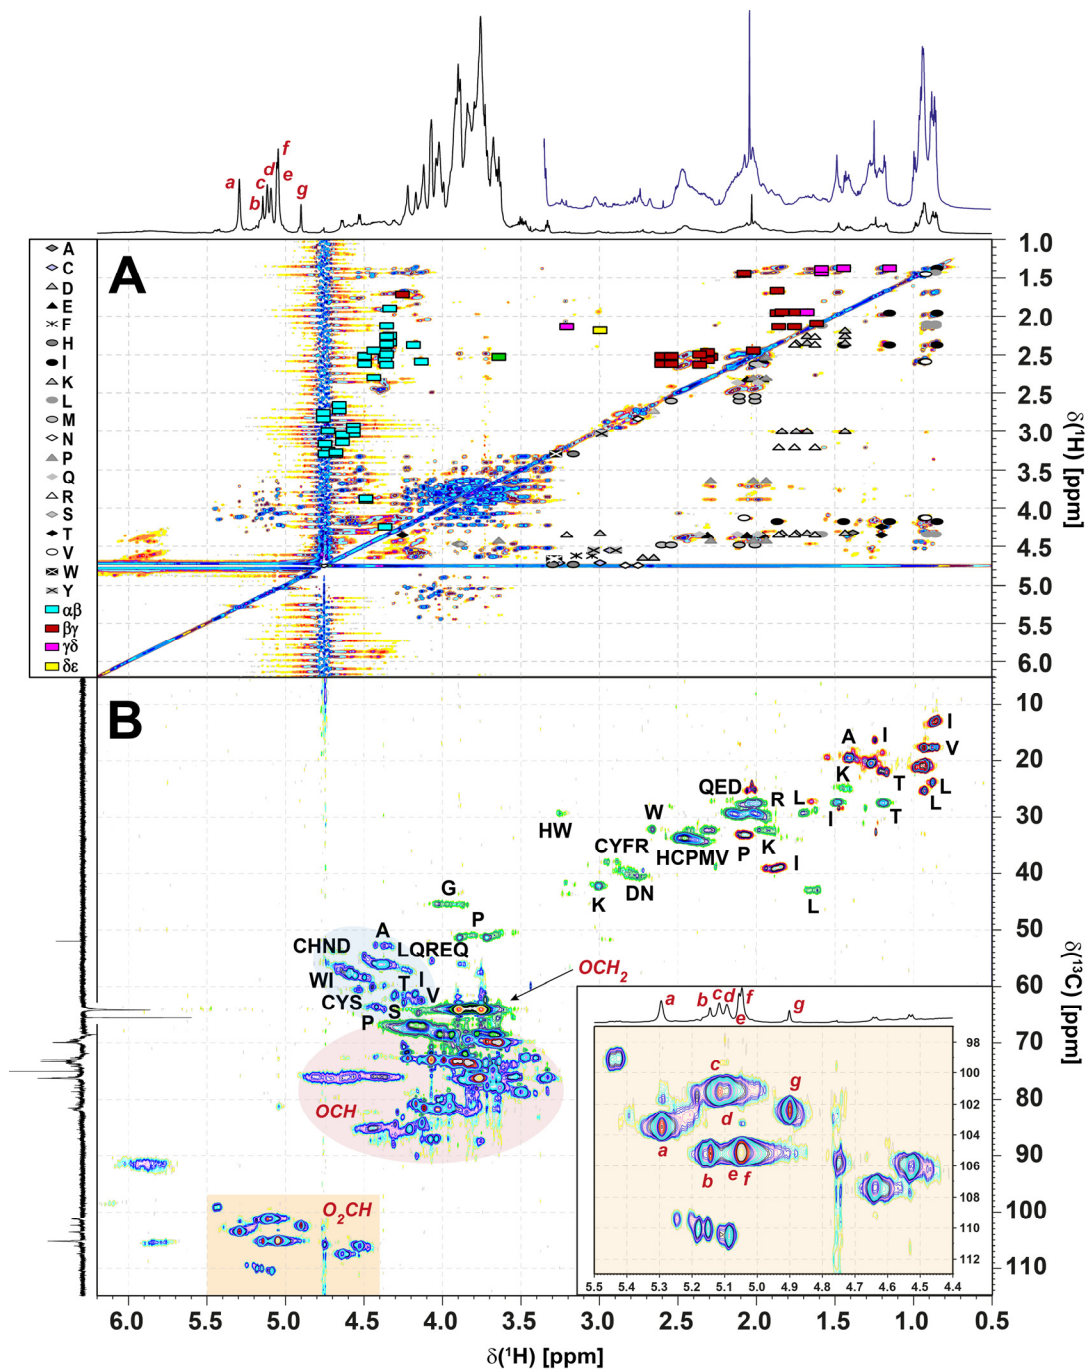 a
b
c
d
f
e
g
A
A
C
D
E
F
H
I
K
L
M
N
P
Q
R
S
T
V
W
Y
αβ
βγ
γδ
δε
1.0
1.5
2.0
2.5
2.5
3.0
3.5
4.0
4.5
5.0
5.5
6.0
δ(¹H) [ppm]
B
I
A
I
V
K
T
L
QED
R
L
I
T
L
HW
W
CYFR
HCPMV
P
K
I
DN
K
L
G
P
A
CHND
LQREQ
WI
T
I
V
CYS
S
P
OCH₂
OCH
O₂CH
10
20
30
40
50
60
70
80
90
100
110
δ(¹³C) [ppm]
a
b
c
d
e
f
g
c
g
d
a
b
e
f
98
100
102
104
106
108
110
112
5.5
5.4
5.3
5.2
5.1
5.0
4.9
4.8
4.7
4.6
4.5
4.4
6.0
5.5
5.0
4.5
4.0
3.5
3.0
2.5
2.0
1.5
1.0
0.5
δ(¹H) [ppm]